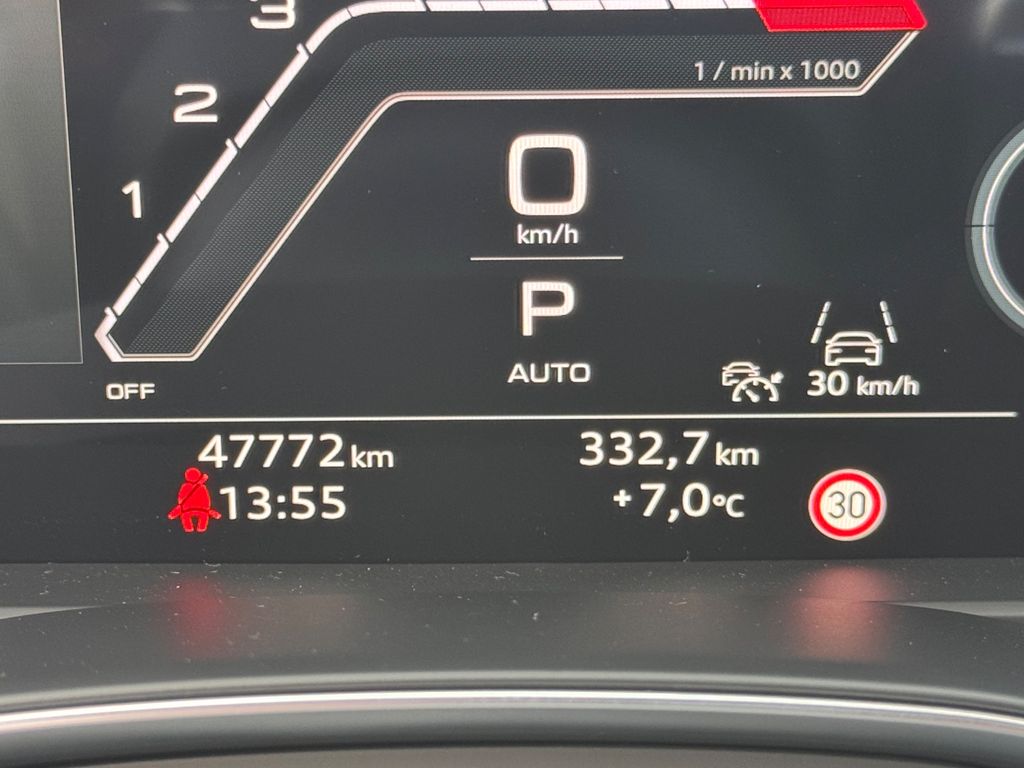 3
1 / min x 1000
2
0
1
km/h
P
AUTO
30 km/h
OFF
47772 km
332,7 km
13:55
+7,0°C
30